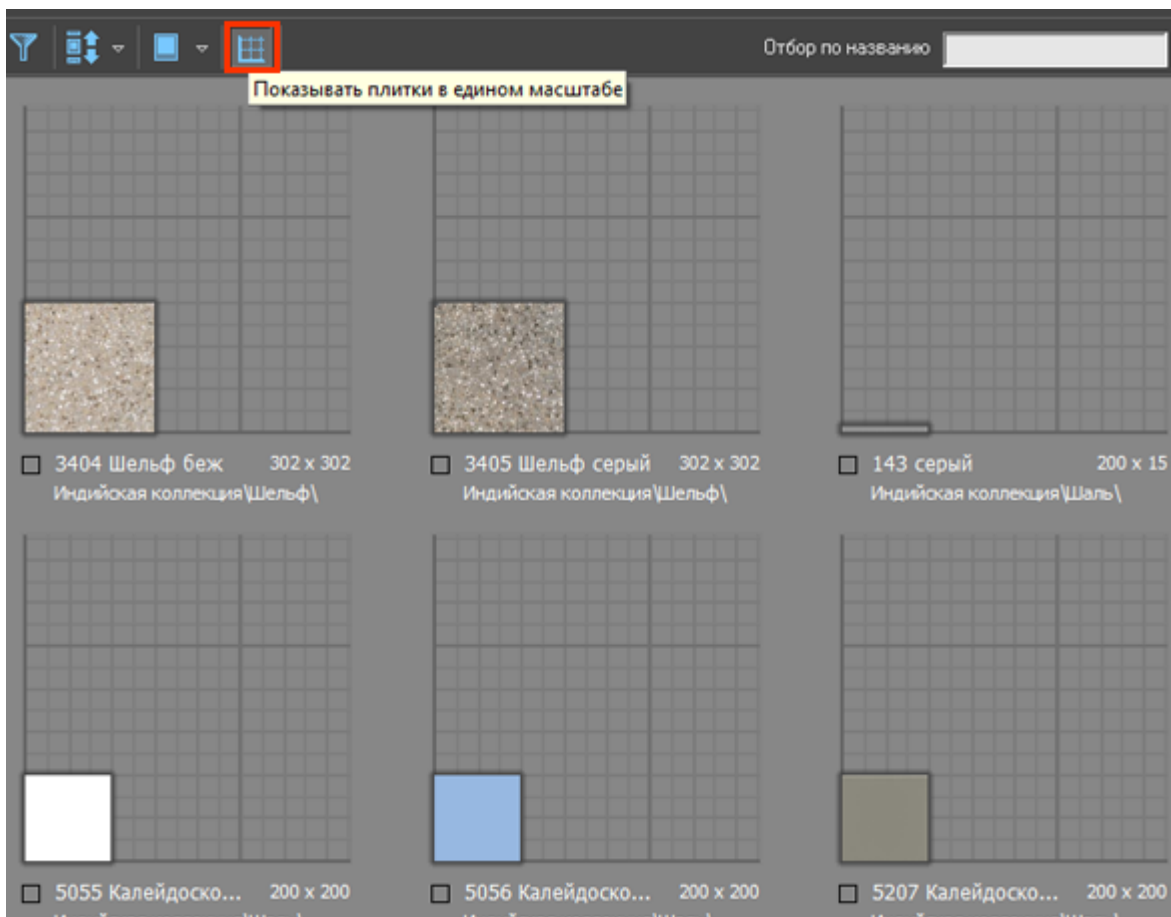 Отбор по названию
Показывать плитки в едином масштабе
3404 Шельф беж 302 x 302
Индийская коллекция\Шельф\
3405 Шельф серый 302 x 302
Индийская коллекция\Шельф\
143 серый 200 x 15
Индийская коллекция\Шаль\
5055 Калейдоско... 200 x 200
5056 Калейдоско... 200 x 200
5207 Калейдоско... 200 x 200